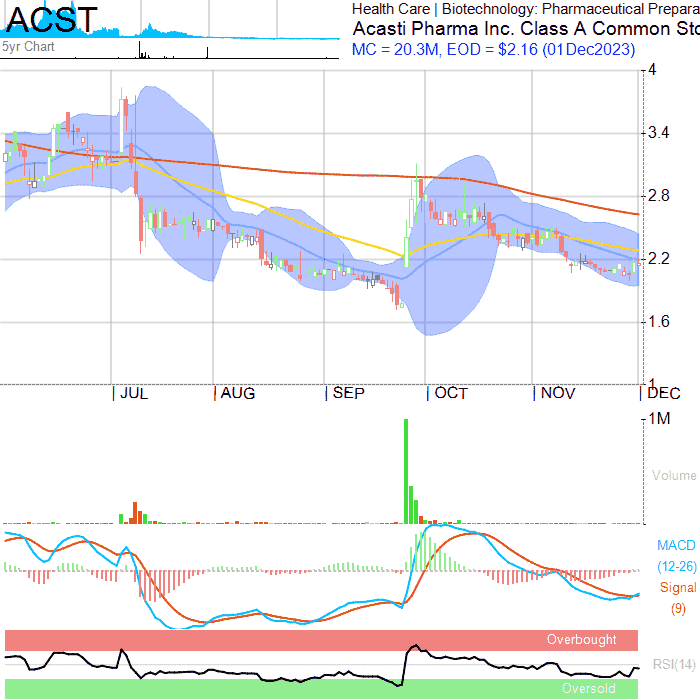 ACST
5yr Chart
Health Care | Biotechnology: Pharmaceutical Prepara
Acasti Pharma Inc. Class A Common Sto
MC = 20.3M, EOD = $2.16 (01Dec2023)
4
3.4
2.8
2.2
1.6
1
| JUL | AUG | SEP | OCT | NOV | DEC
1M
Volume
MACD
(12-26)
Signal
(9)
Overbought
RSI(14)
Oversold